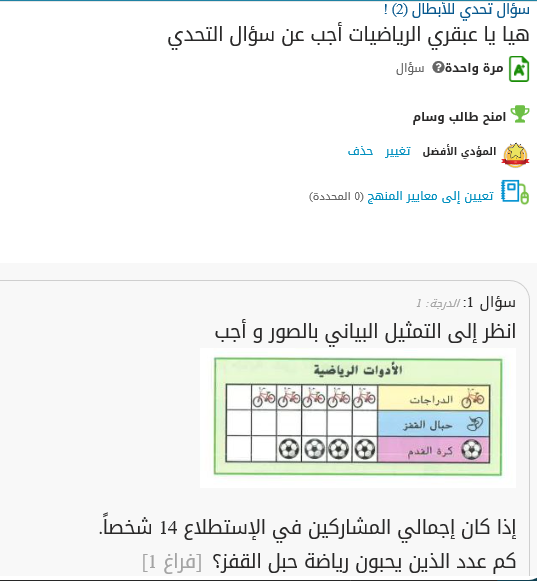 سؤال تحدي للأبطال (2) !
هيا يا عبقري الرياضيات أجب عن سؤال التحدي
مرة واحدة سؤال
امنح طالب وسام
المؤدي الأفضل تغيير حذف
تعيين إلى معايير المنهج (0 المحددة)
سؤال 1: الدرجة: 1
انظر إلى التمثيل البياني بالصور و أجب
الأدوات الرياضية
الدراجات
حبال القفز
كرة القدم
إذا كان إجمالي المشاركين في الإستطلاع 14 شخصاً.
كم عدد الذين يحبون رياضة حبل القفز؟ [فراغ 1]